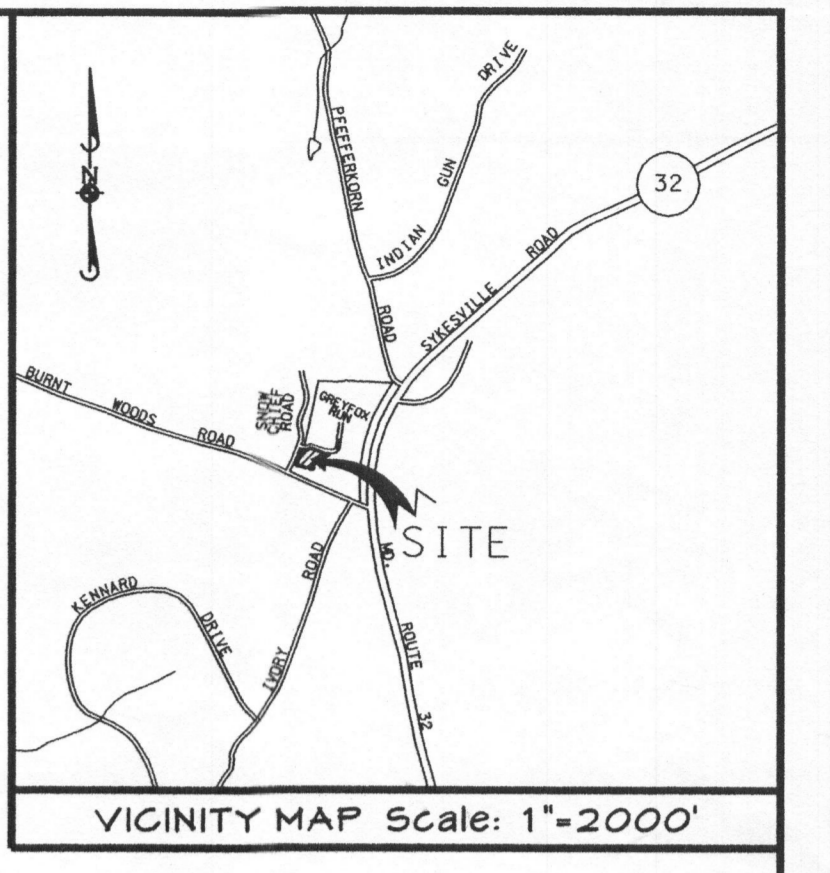 DRIVE
PFEFFERKORN
N
GUN
32
INDIAN
ROAD
SYKESVILLE
ROAD
BURNT
WOODS
ROAD
SNOW
CHIEF
ROAD
GREYFOX
RUN
SITE
MD.
ROAD
KENNARD
DRIVE
IVORY
ROUTE
32
VICINITY MAP Scale: 1"=2000'